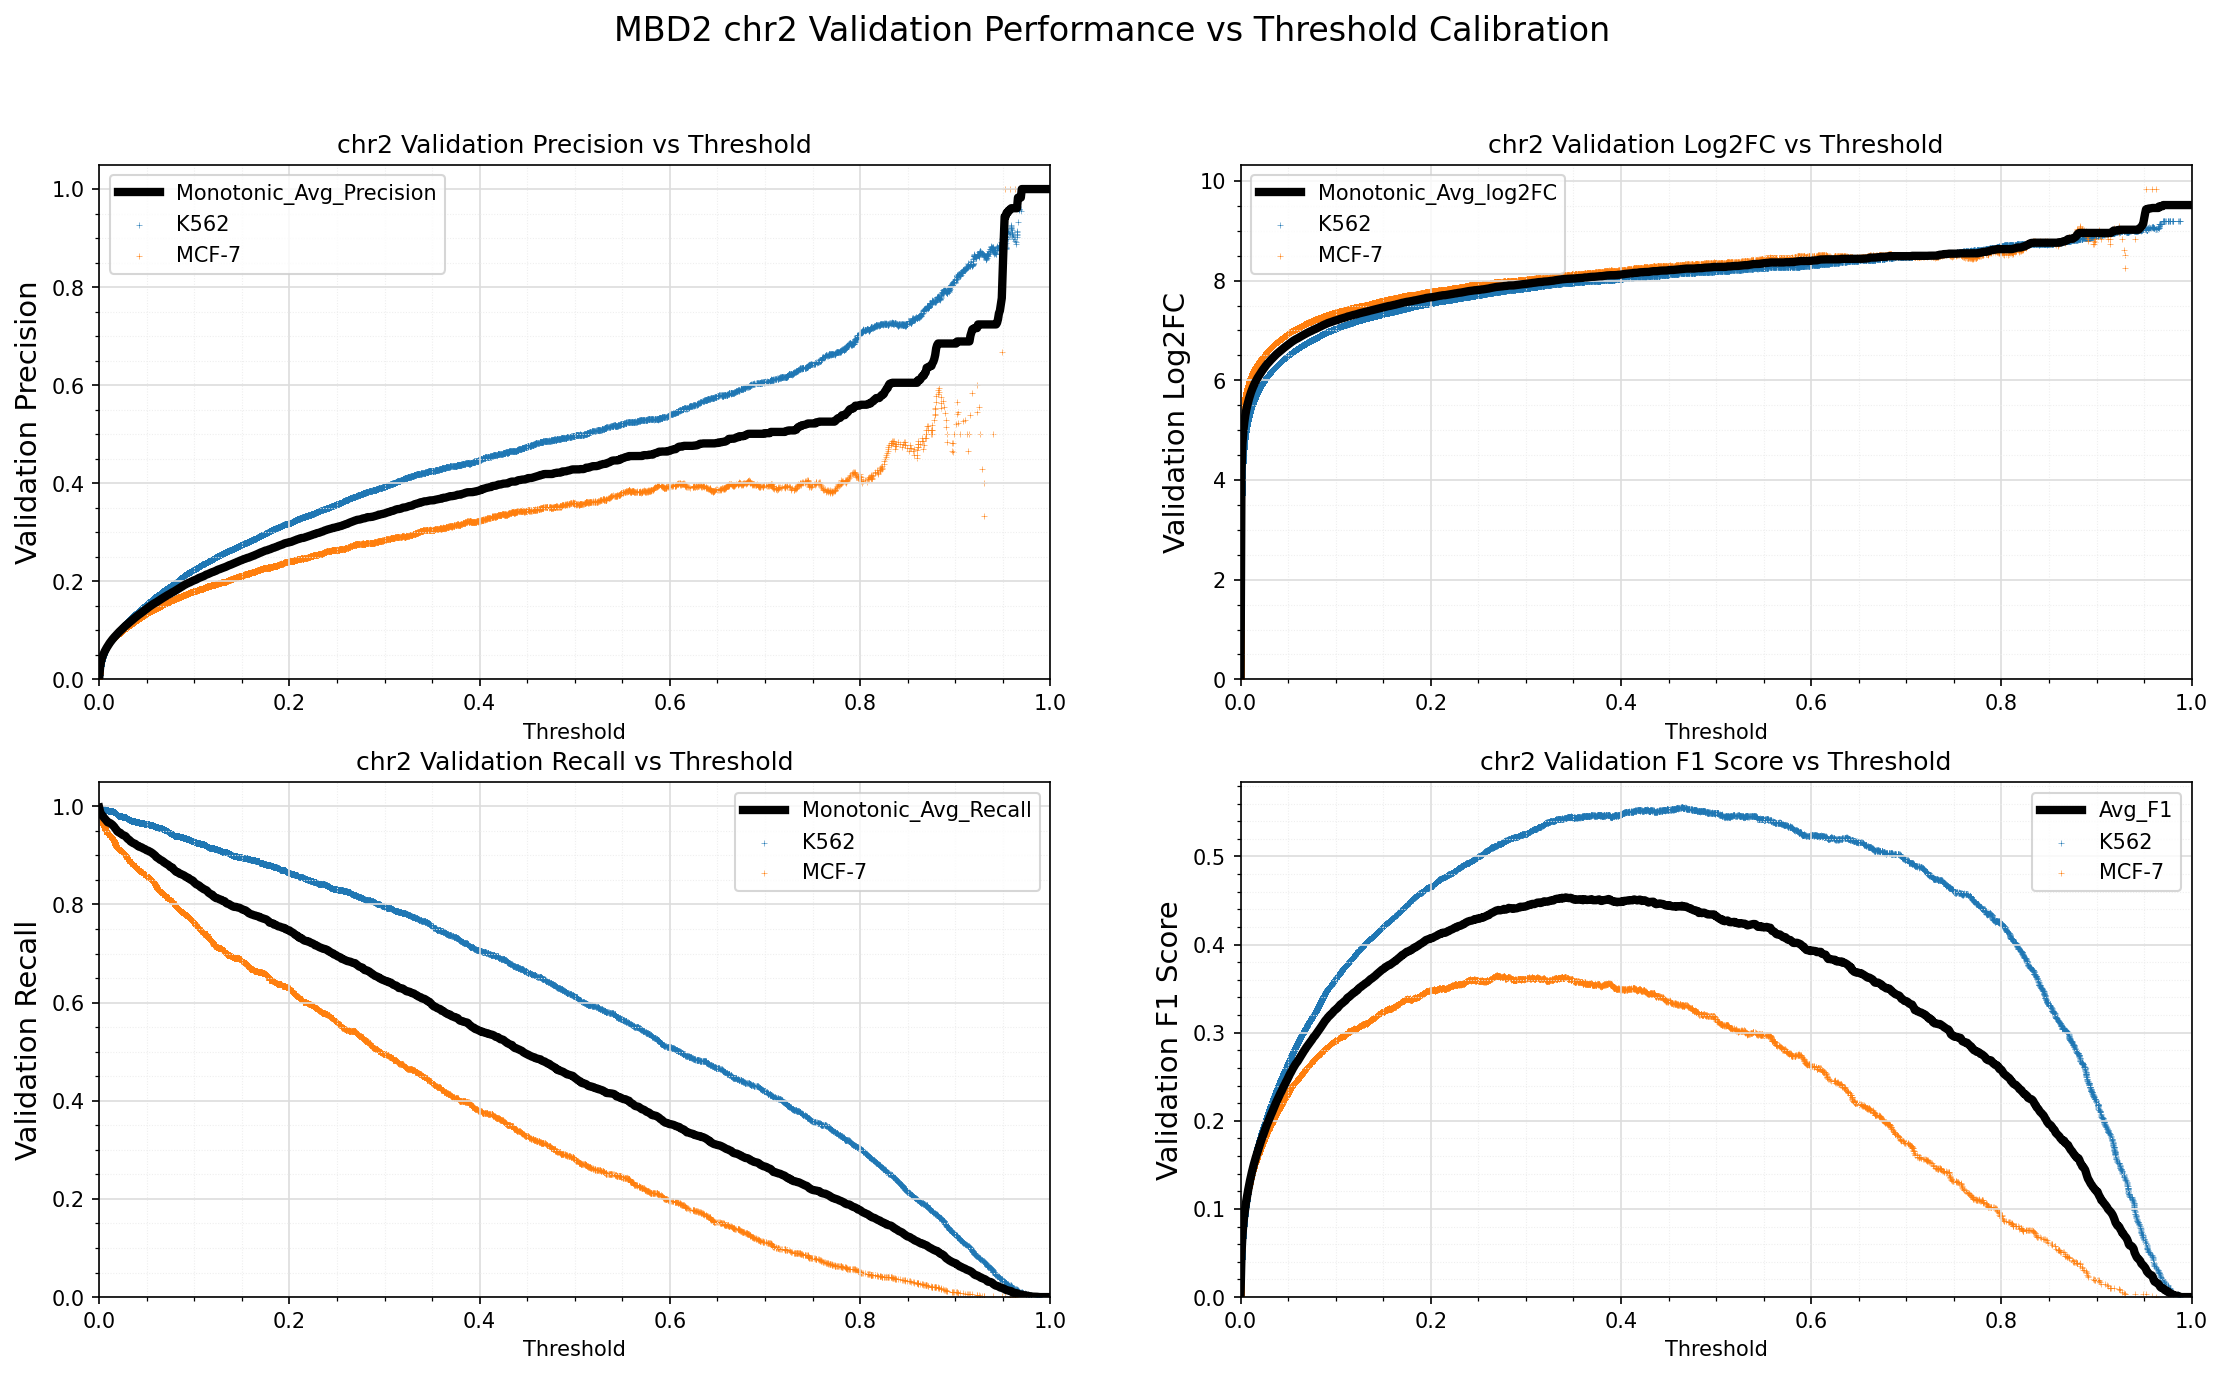 MBD2 chr2 Validation Performance vs Threshold Calibration
chr2 Validation Precision vs Threshold
Validation Precision
1.0
0.8
0.6
0.4
0.2
0.0
Monotonic_Avg_Precision
K562
MCF-7
0.0 0.2 0.4 0.6 0.8 1.0
Threshold
chr2 Validation Log2FC vs Threshold
Validation Log2FC
10
8
6
4
2
0
Monotonic_Avg_log2FC
K562
MCF-7
0.0 0.2 0.4 0.6 0.8 1.0
Threshold
chr2 Validation Recall vs Threshold
Validation Recall
1.0
0.8
0.6
0.4
0.2
0.0
Monotonic_Avg_Recall
K562
MCF-7
0.0 0.2 0.4 0.6 0.8 1.0
Threshold
chr2 Validation F1 Score vs Threshold
Validation F1 Score
0.5
0.4
0.3
0.2
0.1
0.0
Avg_F1
K562
MCF-7
0.0 0.2 0.4 0.6 0.8 1.0
Threshold